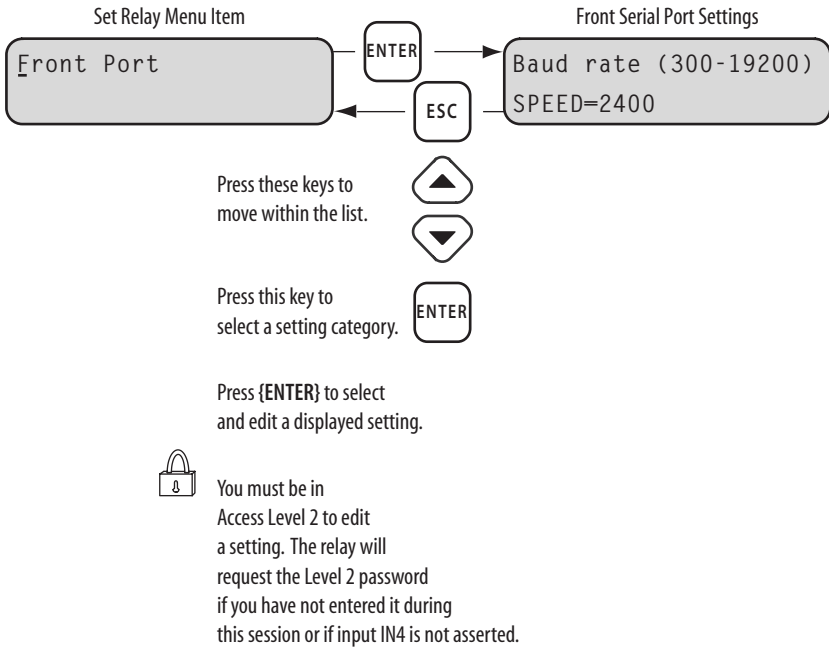 Set Relay Menu Item
Front Serial Port Settings
Front Port
ENTER
Baud rate (300-19200)
SPEED=2400
ESC
Press these keys to
move within the list.
Press this key to
select a setting category.
ENTER
Press {ENTER} to select
and edit a displayed setting.
You must be in
Access Level 2 to edit
a setting. The relay will
request the Level 2 password
if you have not entered it during
this session or if input IN4 is not asserted.